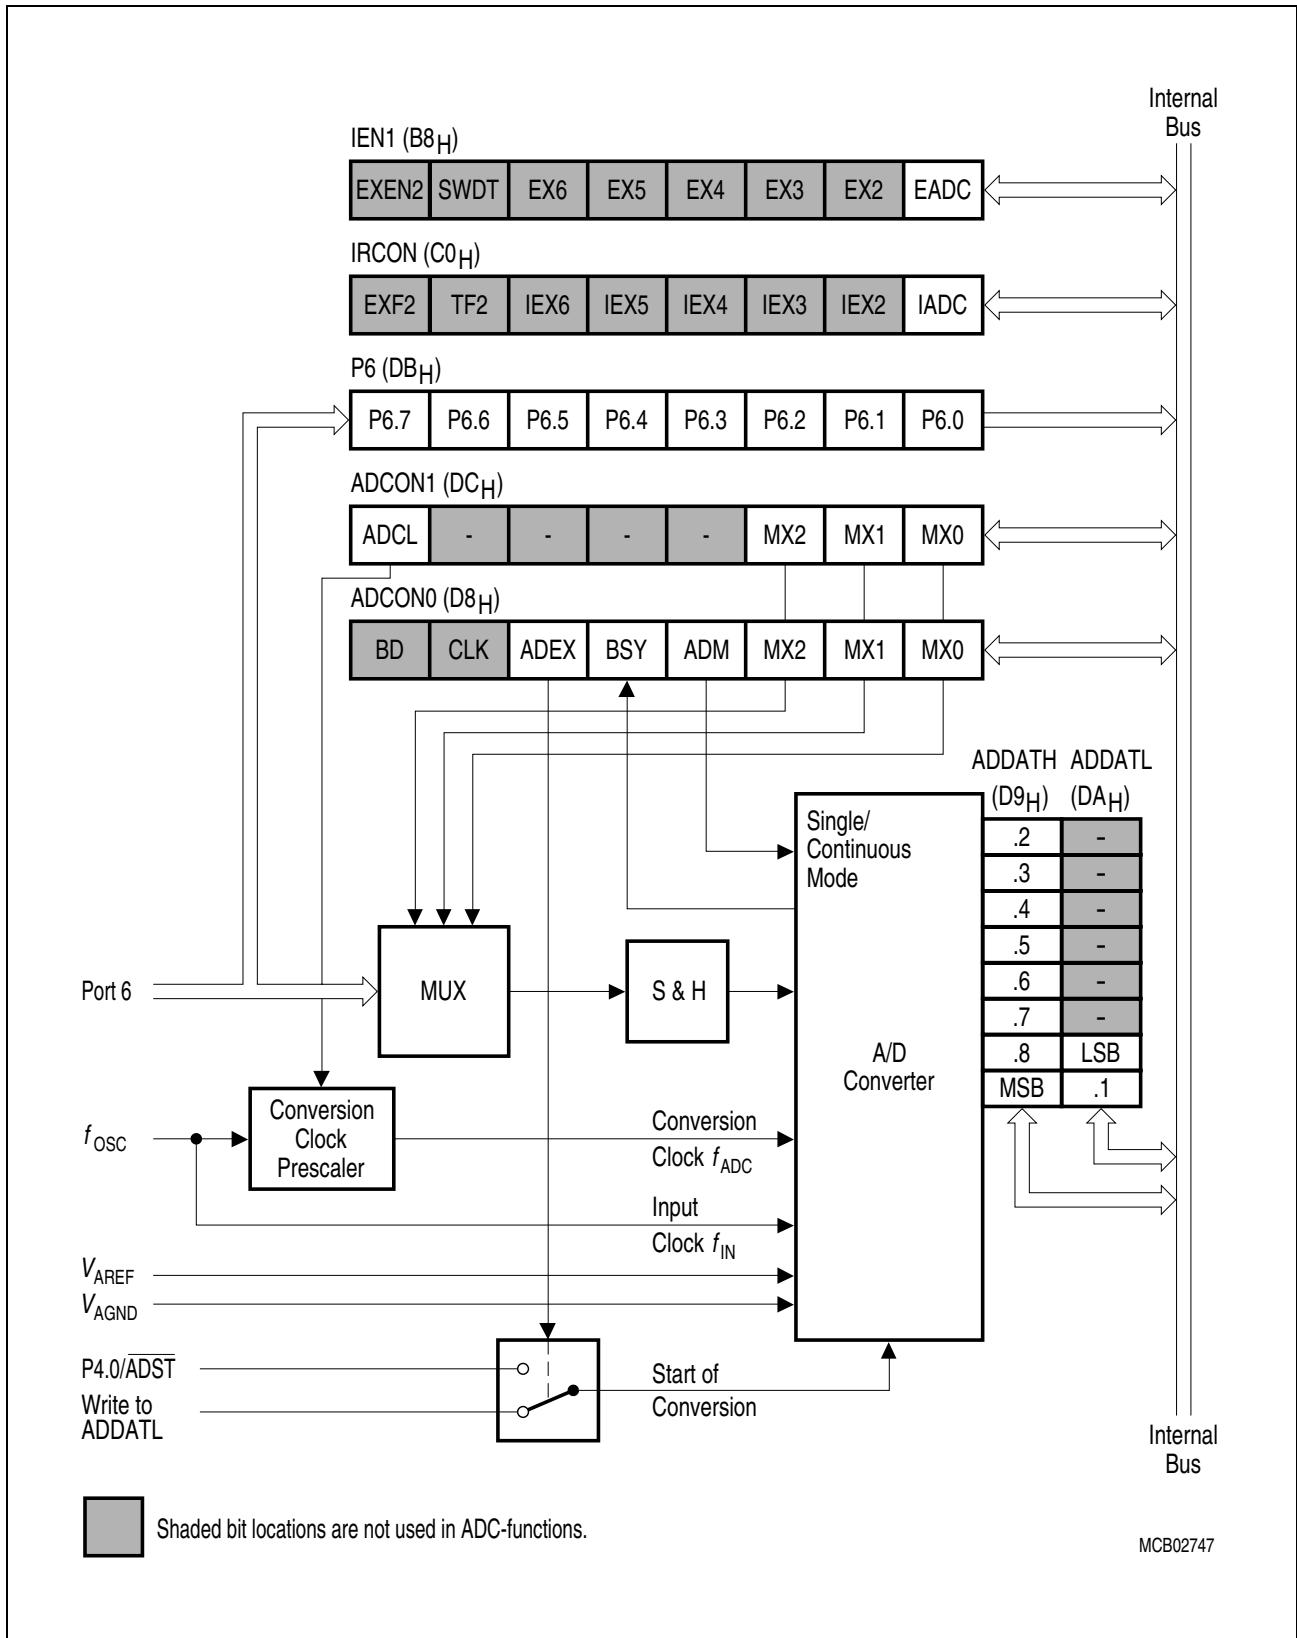 Internal
Bus
IEN1 (B8H)
EXEN2 SWDT EX6 EX5 EX4 EX3 EX2 EADC
IRCON (C0H)
EXF2 TF2 IEX6 IEX5 IEX4 IEX3 IEX2 IADC
P6 (DBH)
P6.7 P6.6 P6.5 P6.4 P6.3 P6.2 P6.1 P6.0
ADCON1 (DCH)
ADCL - - - - MX2 MX1 MX0
ADCON0 (D8H)
BD CLK ADEX BSY ADM MX2 MX1 MX0
ADDATH ADDATL
(D9H) (DAH)
Single/
Continuous
Mode
.2 -
.3 -
.4 -
.5 -
.6 -
.7 -
.8 LSB
MSB .1
Port 6
MUX
S & H
A/D
Converter
fOSC
Conversion
Clock
Prescaler
Conversion
Clock fADC
Input
Clock fIN
VAREF
VAGND
P4.0/ADST
Write to
ADDATL
Start of
Conversion
Internal
Bus
Shaded bit locations are not used in ADC-functions.
MCB02747